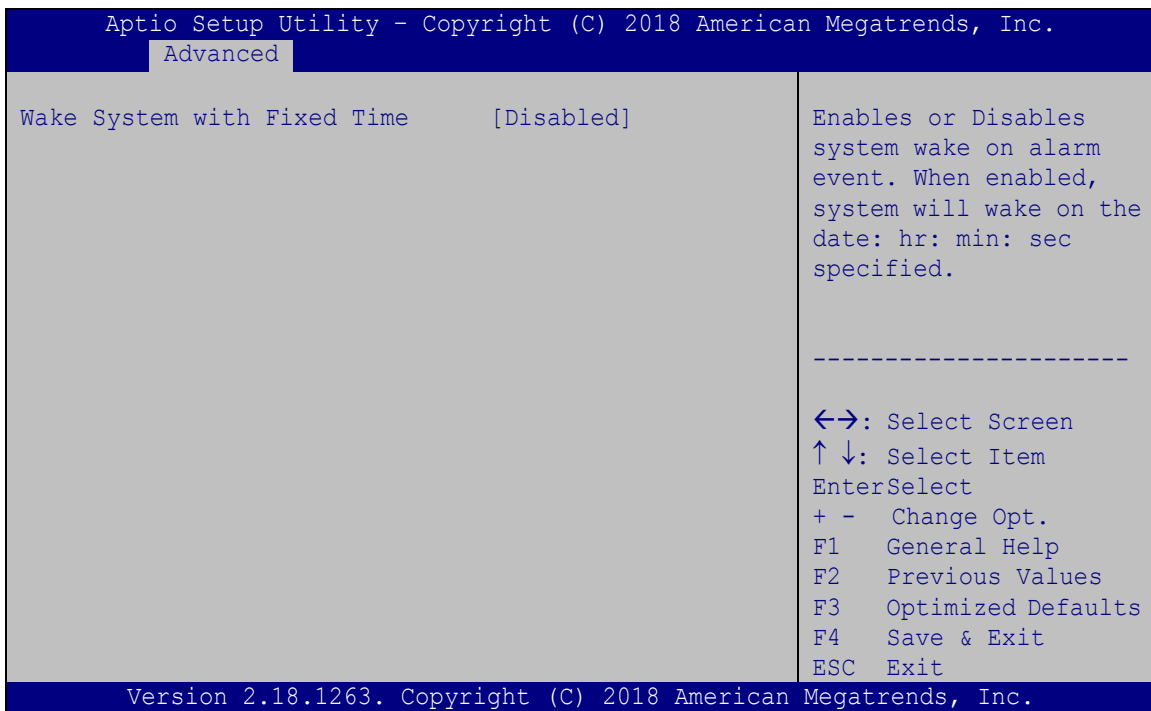 Aptio Setup Utility – Copyright (C) 2018 American Megatrends, Inc.
Advanced
Wake System with Fixed Time [Disabled]
Enables or Disables
system wake on alarm
event. When enabled,
system will wake on the
date: hr: min: sec
specified.
----------------------
←→: Select Screen
↑ ↓: Select Item
EnterSelect
+ - Change Opt.
F1 General Help
F2 Previous Values
F3 Optimized Defaults
F4 Save & Exit
ESC Exit
Version 2.18.1263. Copyright (C) 2018 American Megatrends, Inc.